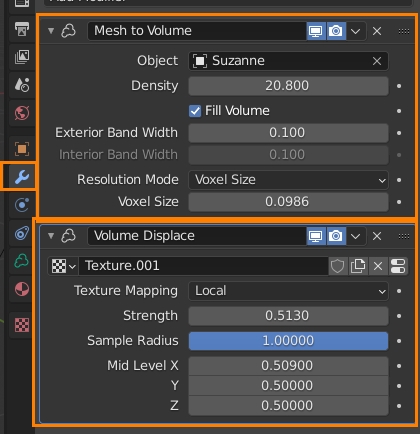 Mesh to Volume
Object Suzanne
Density 20.800
Fill Volume
Exterior Band Width 0.100
Interior Band Width 0.100
Resolution Mode Voxel Size
Voxel Size 0.0986
Volume Displace
Texture.001
Texture Mapping Local
Strength 0.5130
Sample Radius 1.00000
Mid Level X 0.50900
Y 0.50000
Z 0.50000